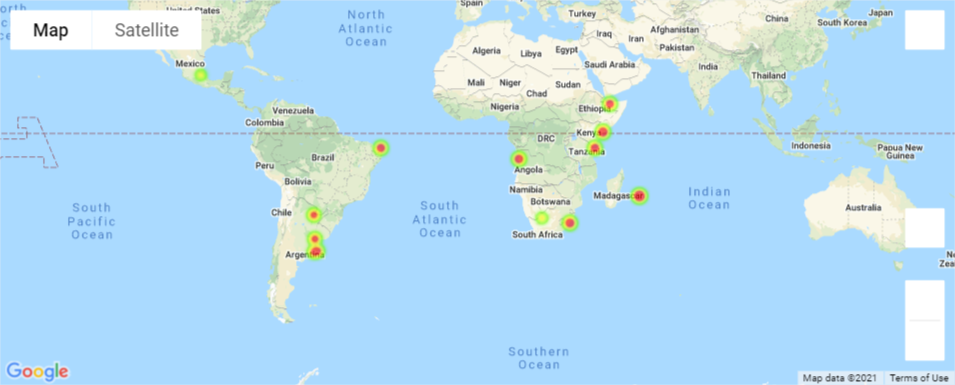 Map
Satellite
United States
North
Atlantic
Ocean
Spain
Turkey
Iraq
Iran
Afghanistan
Pakistan
China
South Korea
Japan
Mexico
Algeria
Libya
Egypt
Saudi Arabia
India
Thailand
Mali
Niger
Chad
Sudan
Nigeria
Ethiopia
Venezuela
Colombia
DRC
Kenya
Tanzania
Indonesia
Papua New
Guinea
Peru
Brazil
Bolivia
Angola
Namibia
Botswana
Madagascar
Indian
Ocean
Australia
South
Pacific
Ocean
Chile
South
Atlantic
Ocean
South Africa
Argentina
Southern
Ocean
Google
Map data ©2021
Terms of Use